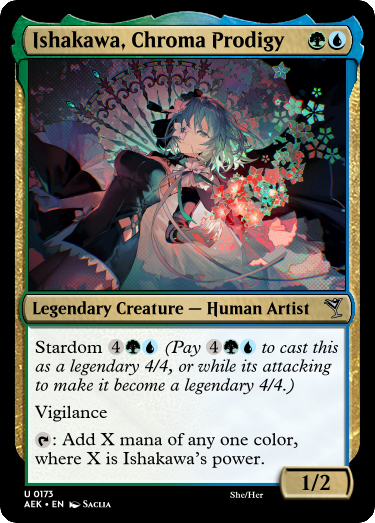 Ishakawa, Chroma Prodigy
Legendary Creature — Human Artist
Stardom 4 (Pay 4 to cast this
as a legendary 4/4, or while its attacking
to make it become a legendary 4/4.)
Vigilance
: Add X mana of any one color,
where X is Ishakawa's power.
1/2
U 0173
She/Her
AEK • EN Saclia